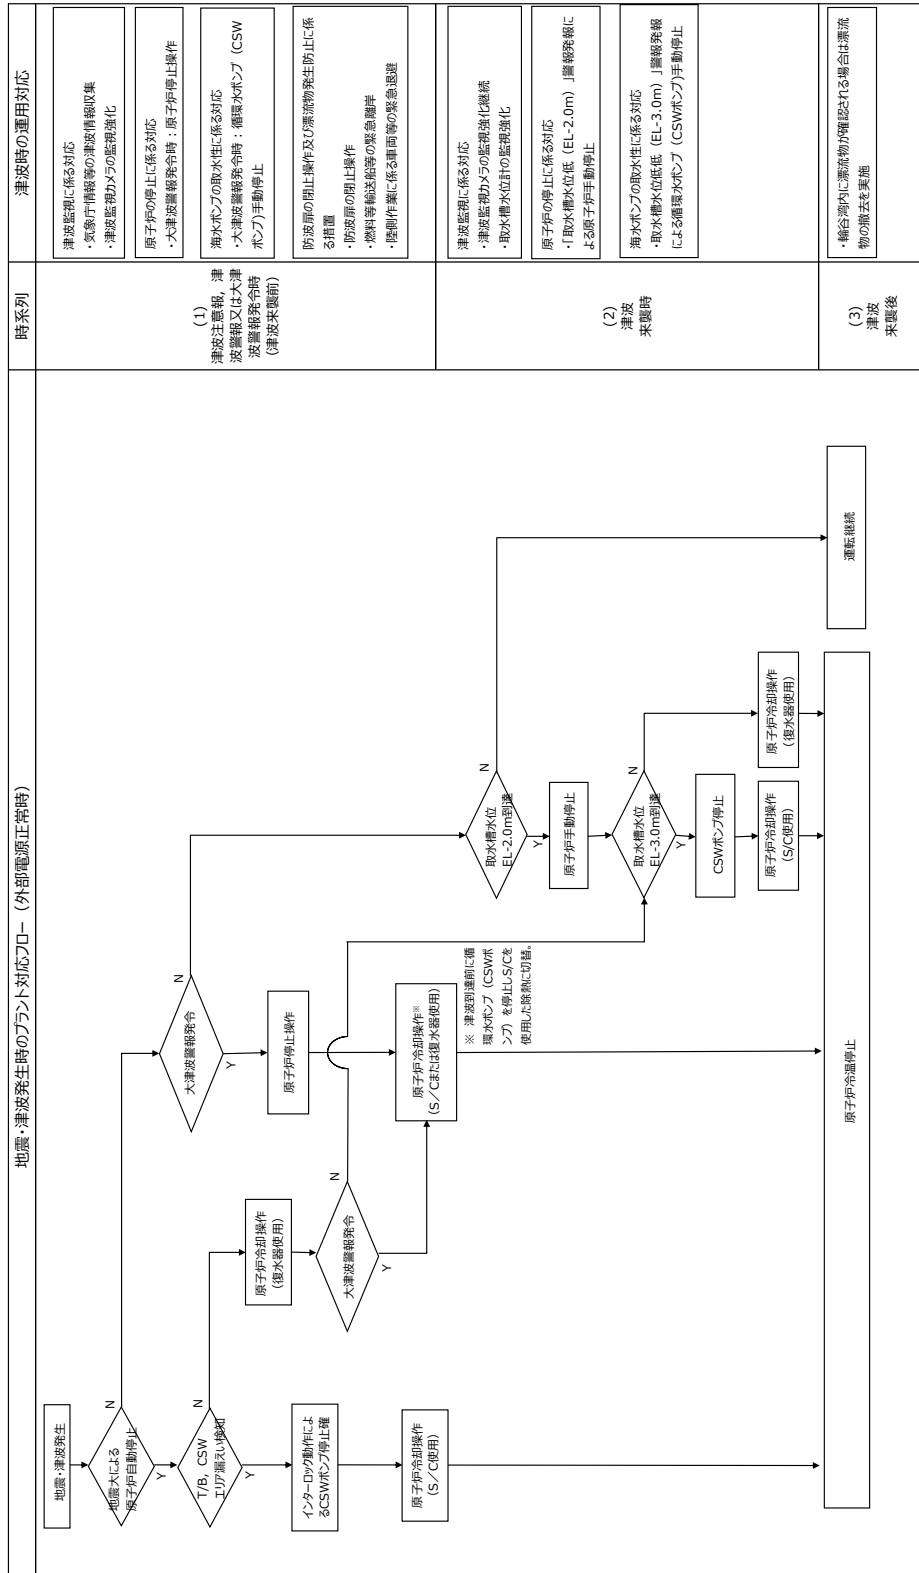 地震・津波発生時のプラント対応フロー（外部電源正常時）
時系列
津波時の運用対応
地震・津波発生
地震大による
原子炉自動停止
N
Y
T/B，CSW
エリア漏えい検知
N
Y
インターロック動作によ
るCSWポンプ停止確
原子炉冷却操作
（S／C使用）
原子炉冷却操作
（復水器使用）
大津波警報発令
N
Y
大津波警報発令
N
Y
原子炉停止操作
原子炉冷却操作※
（S／Cまたは復水器使用）
※ 津波到達前に循
環水ポンプ（CSWポ
ンプ）を停止しS/Cを
使用した除熱に切替。
取水槽水位
EL-2.0m到達
N
Y
原子炉手動停止
取水槽水位
EL-3.0m到達
N
Y
CSWポンプ停止
原子炉冷却操作
（S/C使用）
原子炉冷却操作
（復水器使用）
原子炉冷温停止
運転継続
（1）
津波注意報，津
波警報又は大津
波警報発令時
（津波来襲前）
津波監視に係る対応
・気象庁情報等の津波情報収集
・津波監視カメラの監視強化
原子炉の停止に係る対応
・大津波警報発令時：原子炉停止操作
海水ポンプの取水性に係る対応
・大津波警報発令時：循環水ポンプ（CSW
ポンプ)手動停止
防波扉の閉止操作及び漂流物発生防止に係
る措置
・防波扉の閉止操作
・燃料等輸送船等の緊急離岸
・陸側作業に係る車両等の緊急退避
（2）
津波
来襲時
津波監視に係る対応
・津波監視カメラの監視強化継続
・取水槽水位計の監視強化
原子炉の停止に係る対応
・「取水槽水位低（EL-2.0m）」警報発報に
よる原子炉手動停止
海水ポンプの取水性に係る対応
・取水槽水位低低（EL-3.0m）」警報発報
による循環水ポンプ（CSWポンプ)手動停止
（3）
津波
来襲後
・輪谷湾内に漂流物が確認される場合は漂流
物の撤去を実施